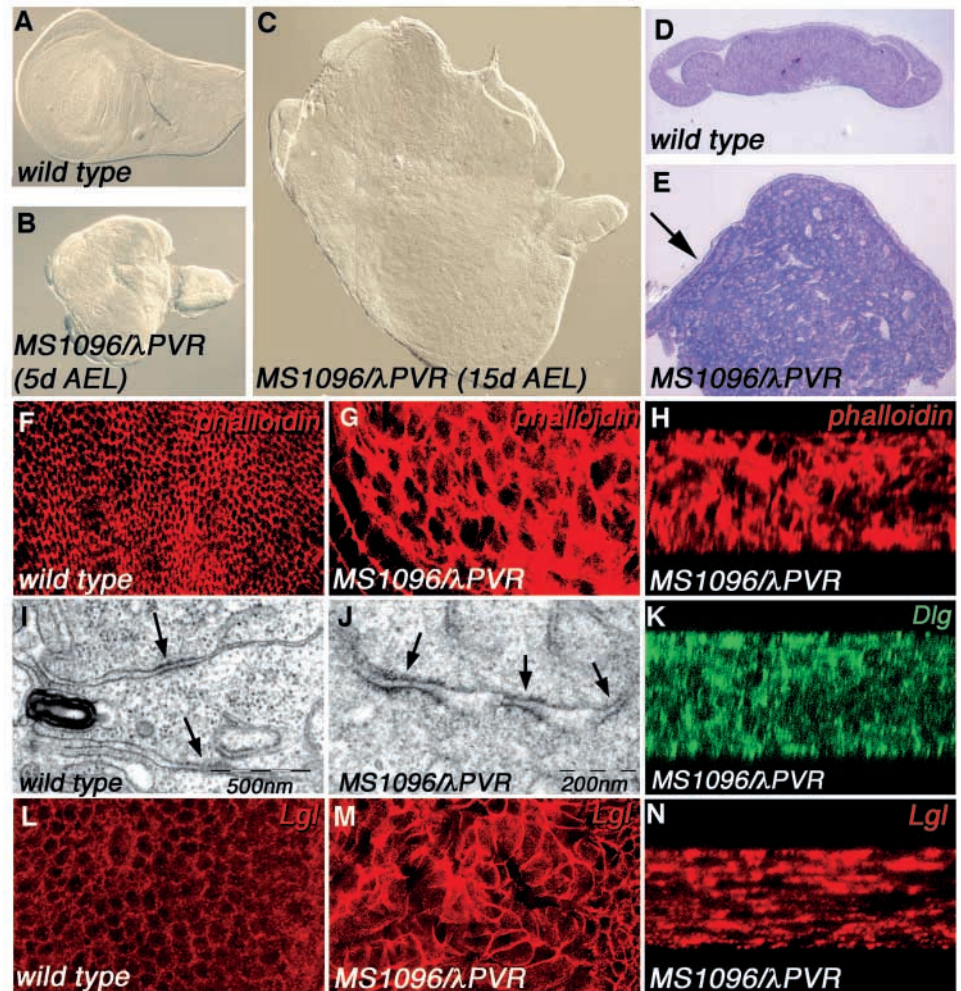 A
wild type
B
MS1096/λPVR
(5d AEL)
C
MS1096/λPVR (15d AEL)
D
wild type
E
MS1096/λPVR
F
phalloidin
wild type
G
phalloidin
MS1096/λPVR
H
phalloidin
MS1096/λPVR
I
wild type
500nm
J
MS1096/λPVR
200nm
K
Dlg
MS1096/λPVR
L
Lgl
wild type
M
Lgl
MS1096/λPVR
N
Lgl
MS1096/λPVR